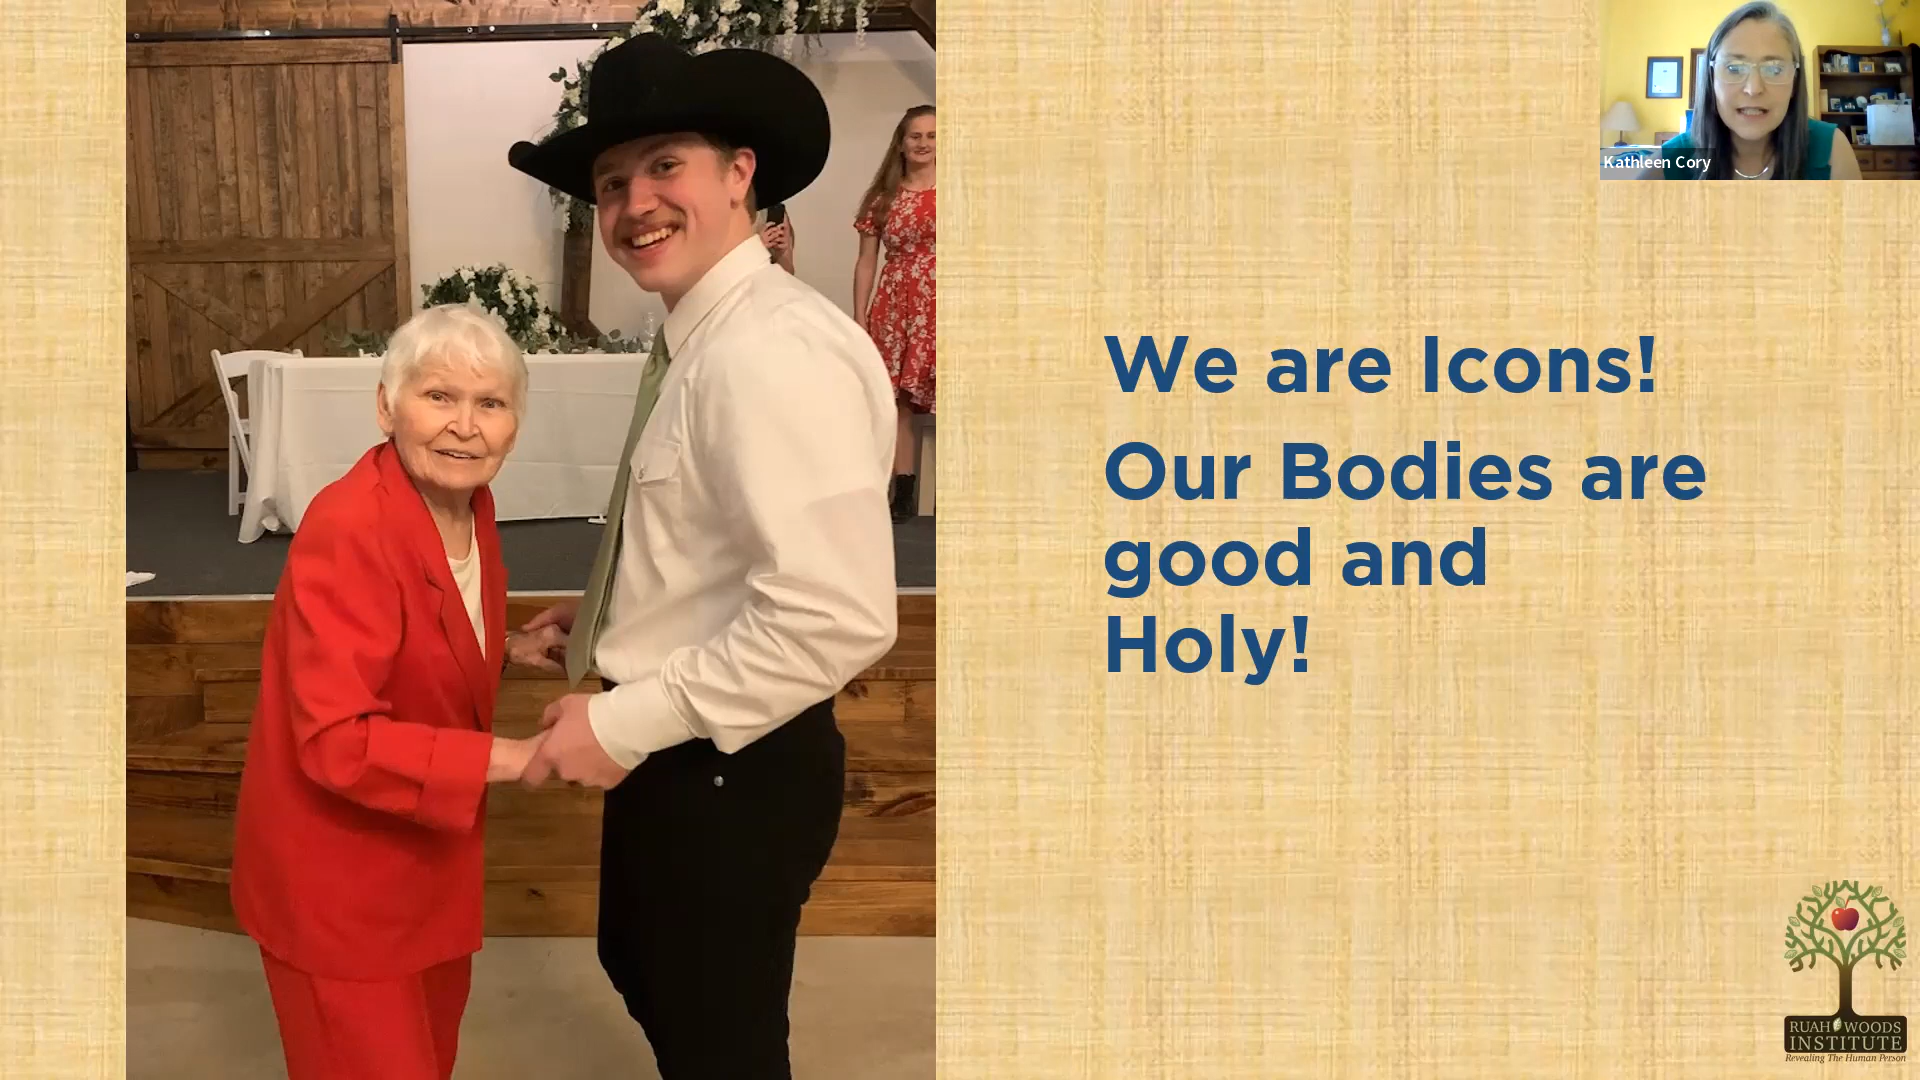 Kathleen Cory
We are Icons!
Our Bodies are
good and
Holy!
RUAH WOODS
INSTITUTE
Revealing The Human Person